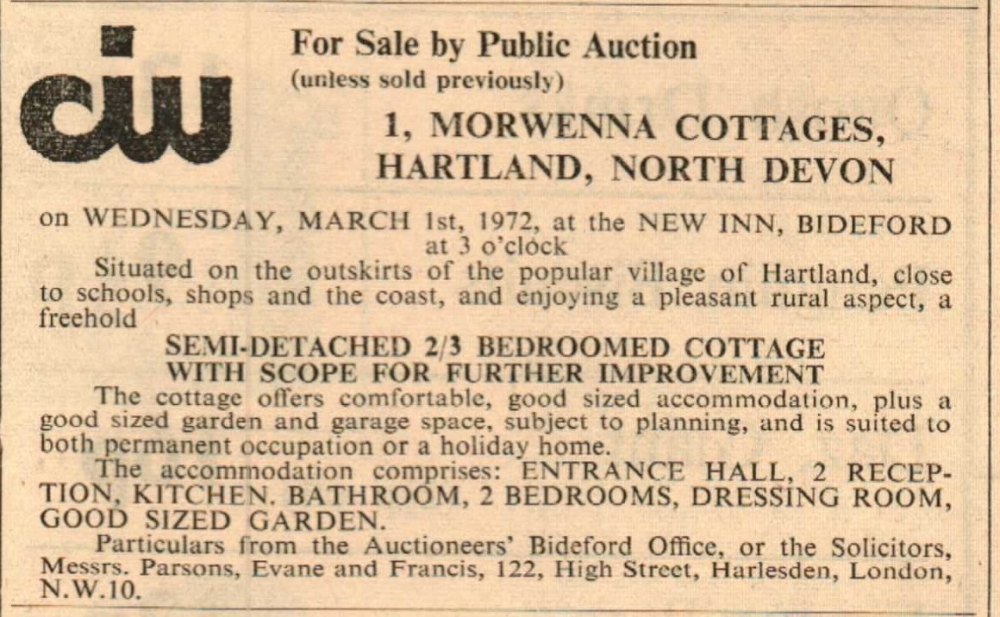 ciw
For Sale by Public Auction
(unless sold previously)
1, MORWENNA COTTAGES,
HARTLAND, NORTH DEVON
on WEDNESDAY, MARCH 1st, 1972, at the NEW INN, BIDEFORD
at 3 o'clock
Situated on the outskirts of the popular village of Hartland, close
to schools, shops and the coast, and enjoying a pleasant rural aspect, a
freehold
SEMI-DETACHED 2/3 BEDROOMED COTTAGE
WITH SCOPE FOR FURTHER IMPROVEMENT
The cottage offers comfortable, good sized accommodation, plus a
good sized garden and garage space, subject to planning, and is suited to
both permanent occupation or a holiday home.
The accommodation comprises: ENTRANCE HALL, 2 RECEP-
TION, KITCHEN. BATHROOM, 2 BEDROOMS, DRESSING ROOM,
GOOD SIZED GARDEN.
Particulars from the Auctioneers' Bideford Office, or the Solicitors,
Messrs. Parsons, Evane and Francis, 122, High Street, Harlesden, London,
N.W.10.